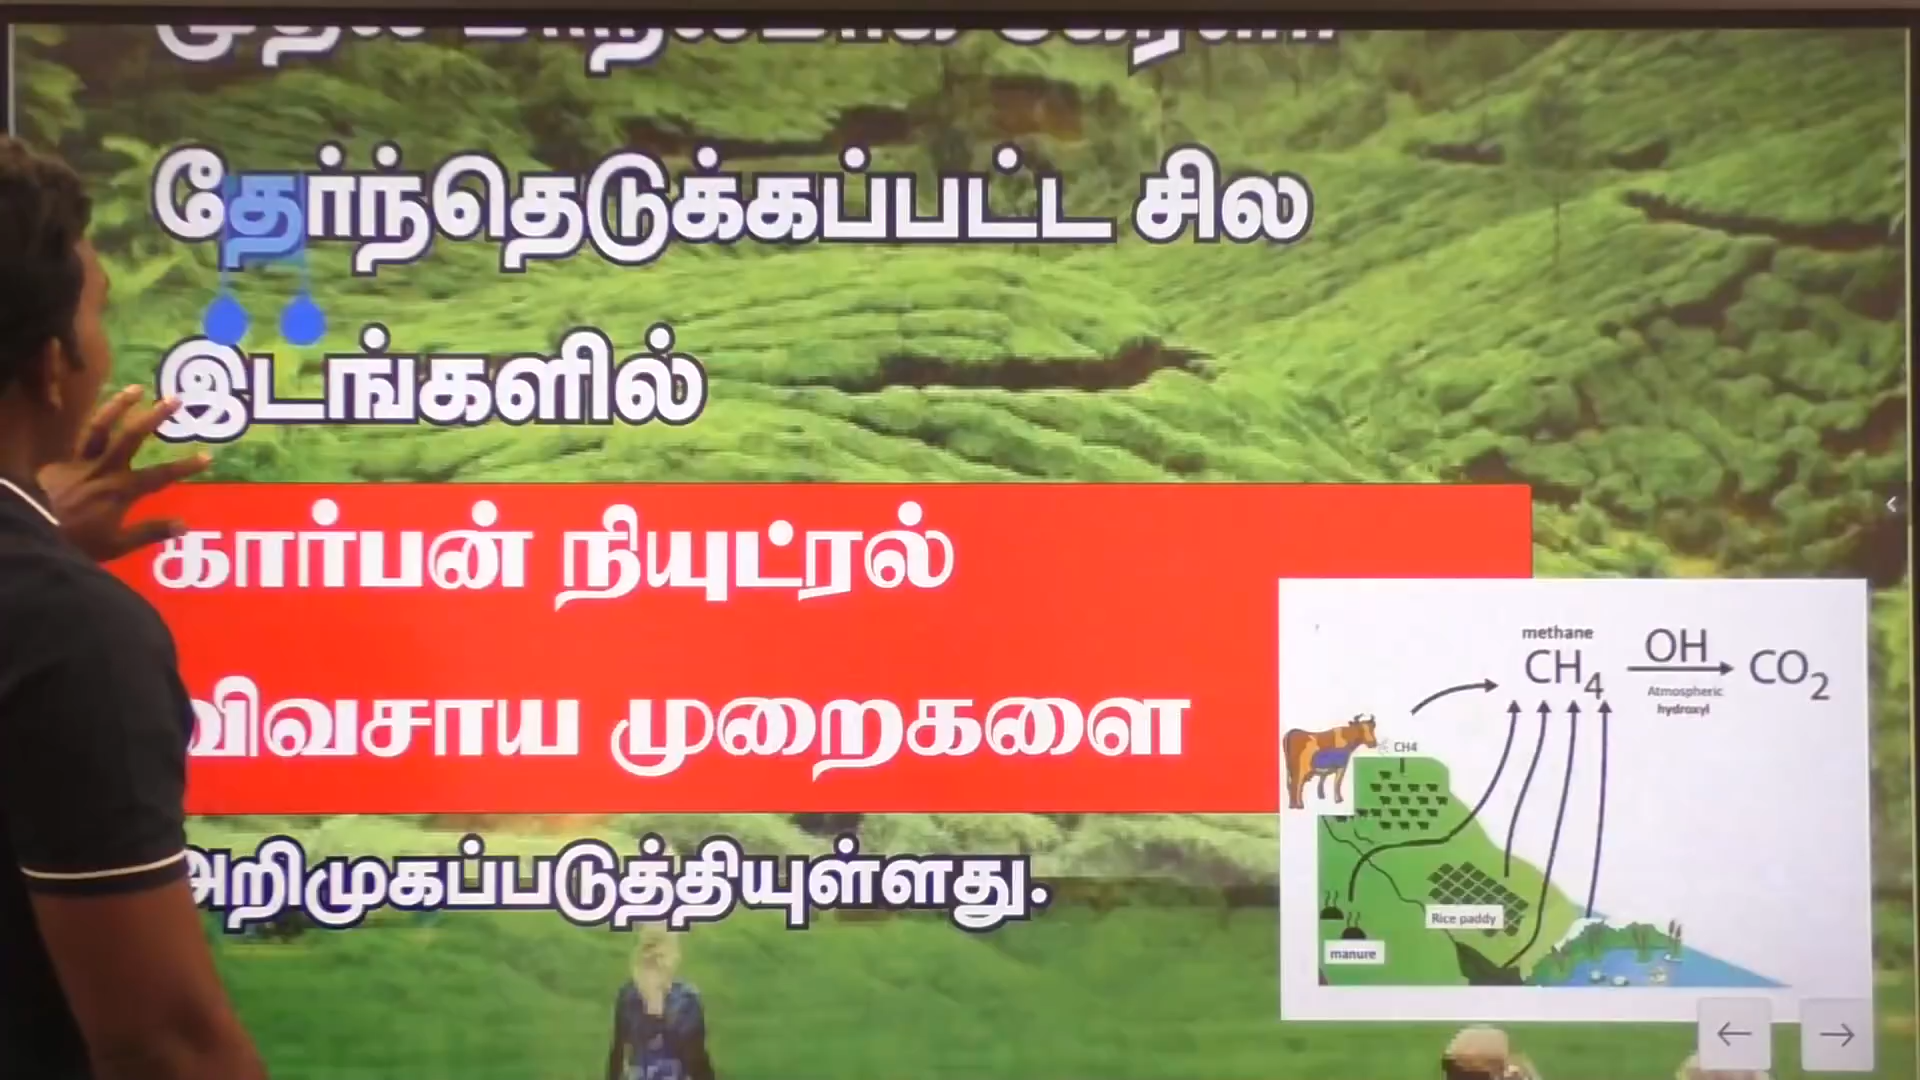 தேர்ந்தெடுக்கப்பட்ட சில
இடங்களில்
கார்பன் நியுட்ரல்
விவசாய முறைகளை
அறிமுகப்படுத்தியுள்ளது.
methane
CH4 OH CO2
Atmospheric
hydroxyl
CH4
Rice paddy
manure